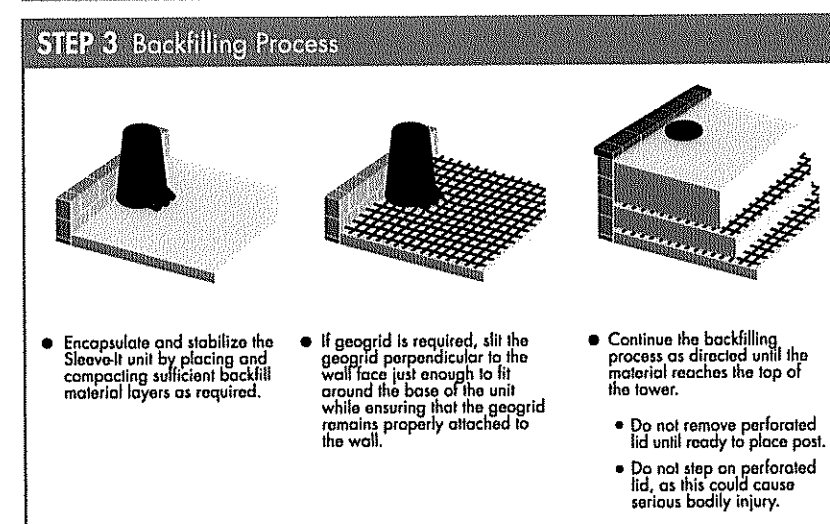 STEP 3 Backfilling Process
● Encapsulate and stabilize the
Sleeve-It unit by placing and
compacting sufficient backfill
material layers as required.
● If geogrid is required, slit the
geogrid perpendicular to the
wall face just enough to fit
around the base of the unit
while ensuring that the geogrid
remains properly attached to
the wall.
● Continue the backfilling
process as directed until the
material reaches the top of
the tower.
• Do not remove perforated
lid until ready to place post.
• Do not step on perforated
lid, as this could cause
serious bodily injury.